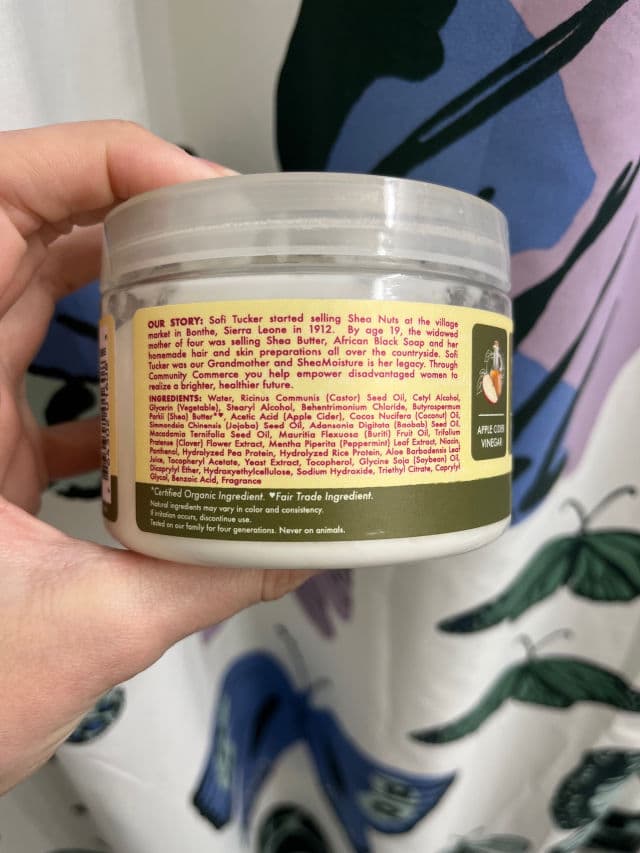 OUR STORY: Sofi Tucker started selling Shea Nuts at the village
market in Bonthe, Sierra Leone in 1912. By age 19, the widowed
mother of four was selling Shea Butter, African Black Soap and her
homemade hair and skin preparations all over the countryside. Sofi
Tucker was our Grandmother and SheaMoisture is her legacy. Through
Community Commerce you help empower disadvantaged women to
realize a brighter, healthier future.
INGREDIENTS: Water, Ricinus Communis (Castor) Seed Oil, Cetyl Alcohol,
Glycerin (Vegetable), Stearyl Alcohol, Behentrimonium Chloride, Butyrospermum
Parkii (Shea) Butter*♥, Acetic Acid (Apple Cider), Cocos Nucifera (Coconut) Oil,
Simmondsia Chinensis (Jojoba) Seed Oil, Adansonia Digitata (Baobab) Seed Oil,
Macadamia Ternifolia Seed Oil, Mauritia Flexuosa (Buriti) Fruit Oil, Trifolium
Pratense (Clover) Flower Extract, Mentha Piperita (Peppermint) Leaf Extract, Niacin,
Panthenol, Hydrolyzed Pea Protein, Hydrolyzed Rice Protein, Aloe Barbadensis Leaf
Juice, Tocopheryl Acetate, Yeast Extract, Tocopherol, Glycine Soja (Soybean) Oil,
Dicaprylyl Ether, Hydroxyethylcellulose, Sodium Hydroxide, Triethyl Citrate, Caprylyl
Glycol, Benzoic Acid, Fragrance
*Certified Organic Ingredient. ♥Fair Trade Ingredient.
Natural ingredients may vary in color and consistency.
If irritation occurs, discontinue use.
Tested on our family for four generations. Never on animals.
APPLE CIDER
VINEGAR